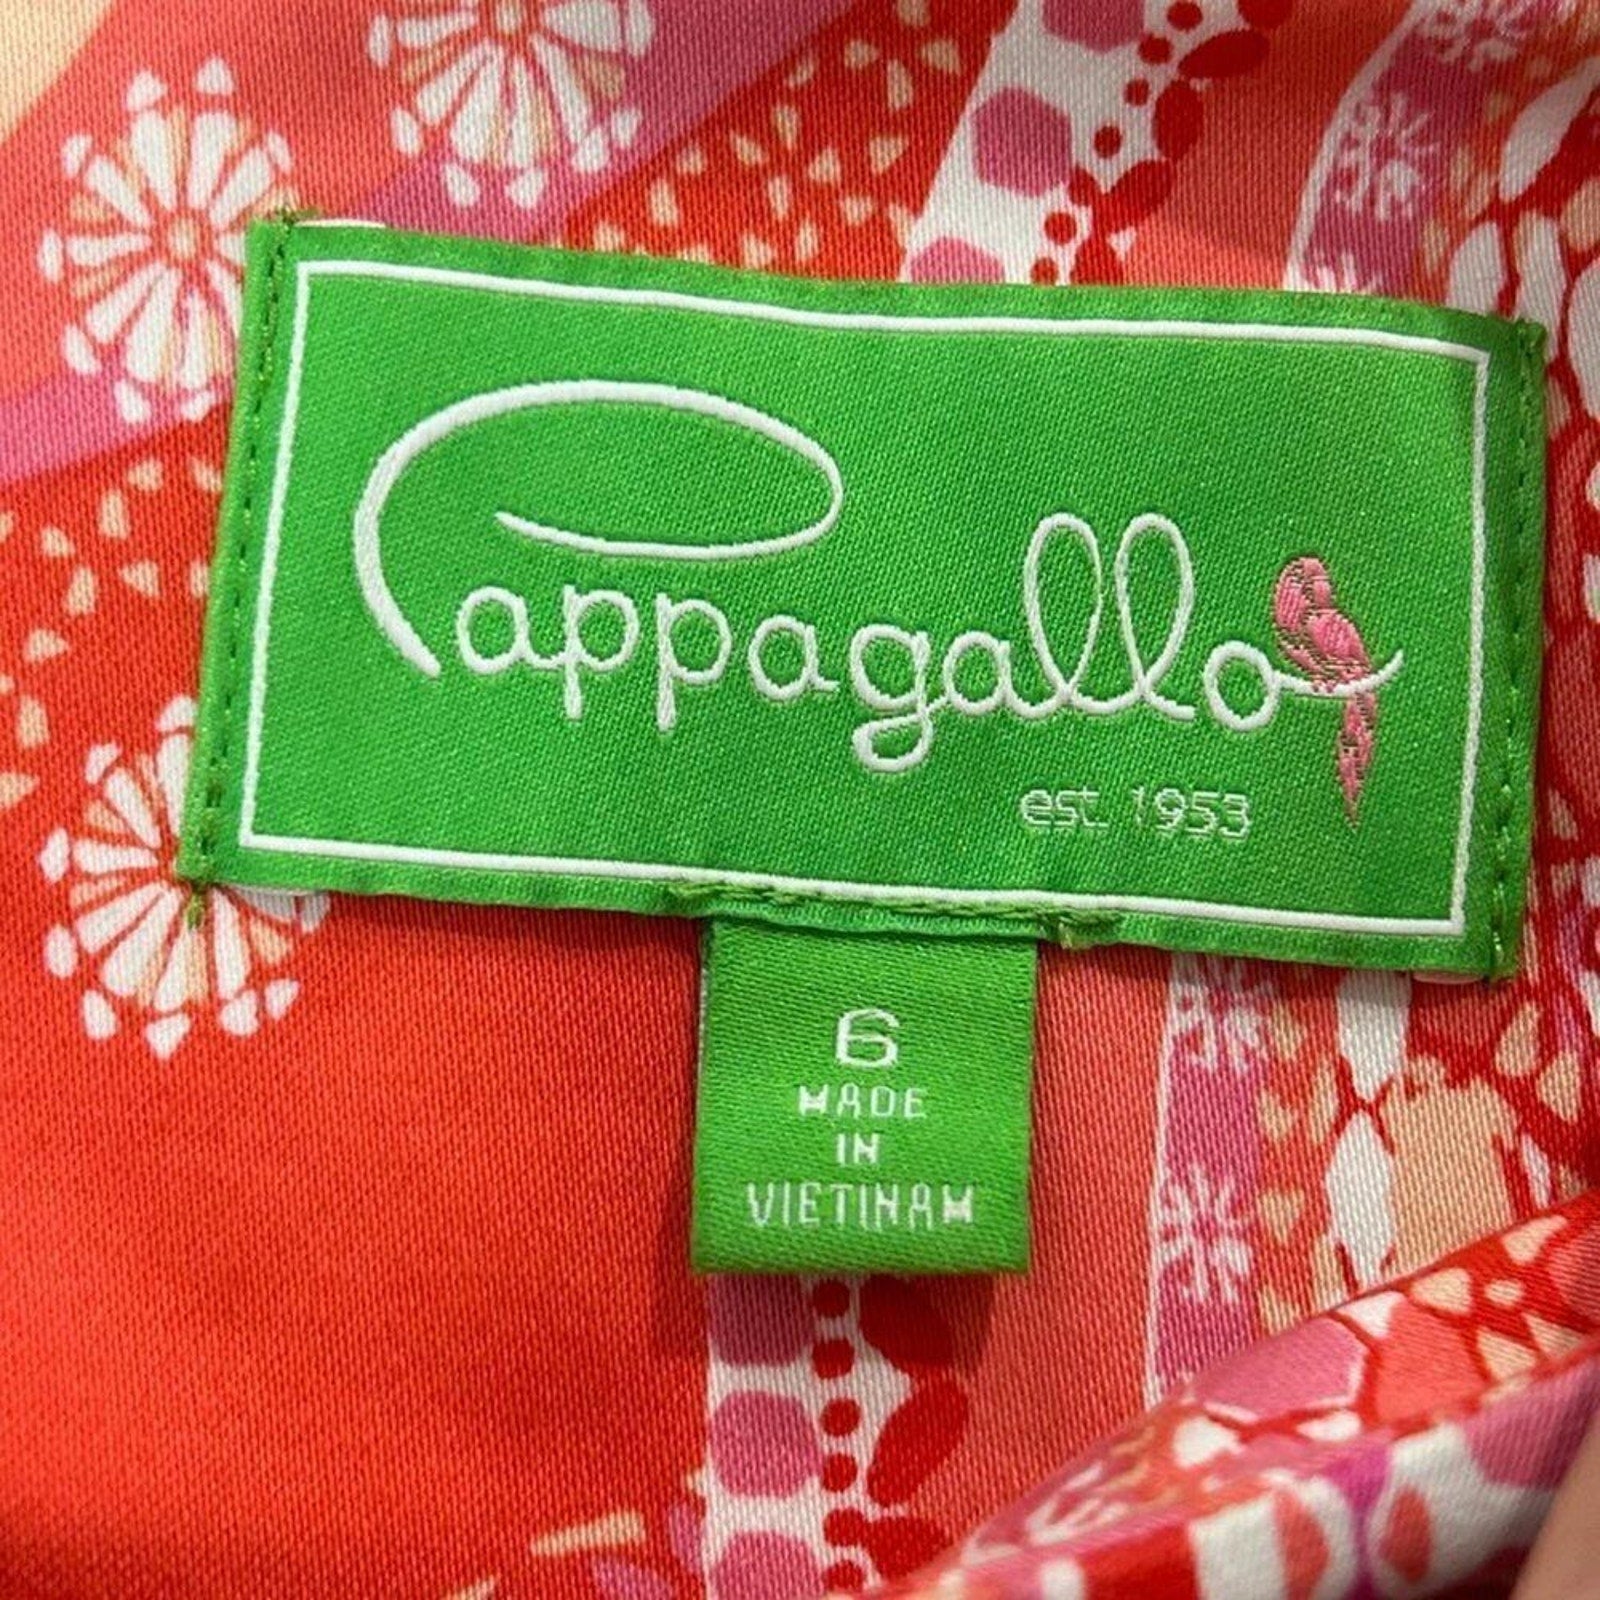 Pappagallo
est. 1953
6
MADE
IN
VIETNAM